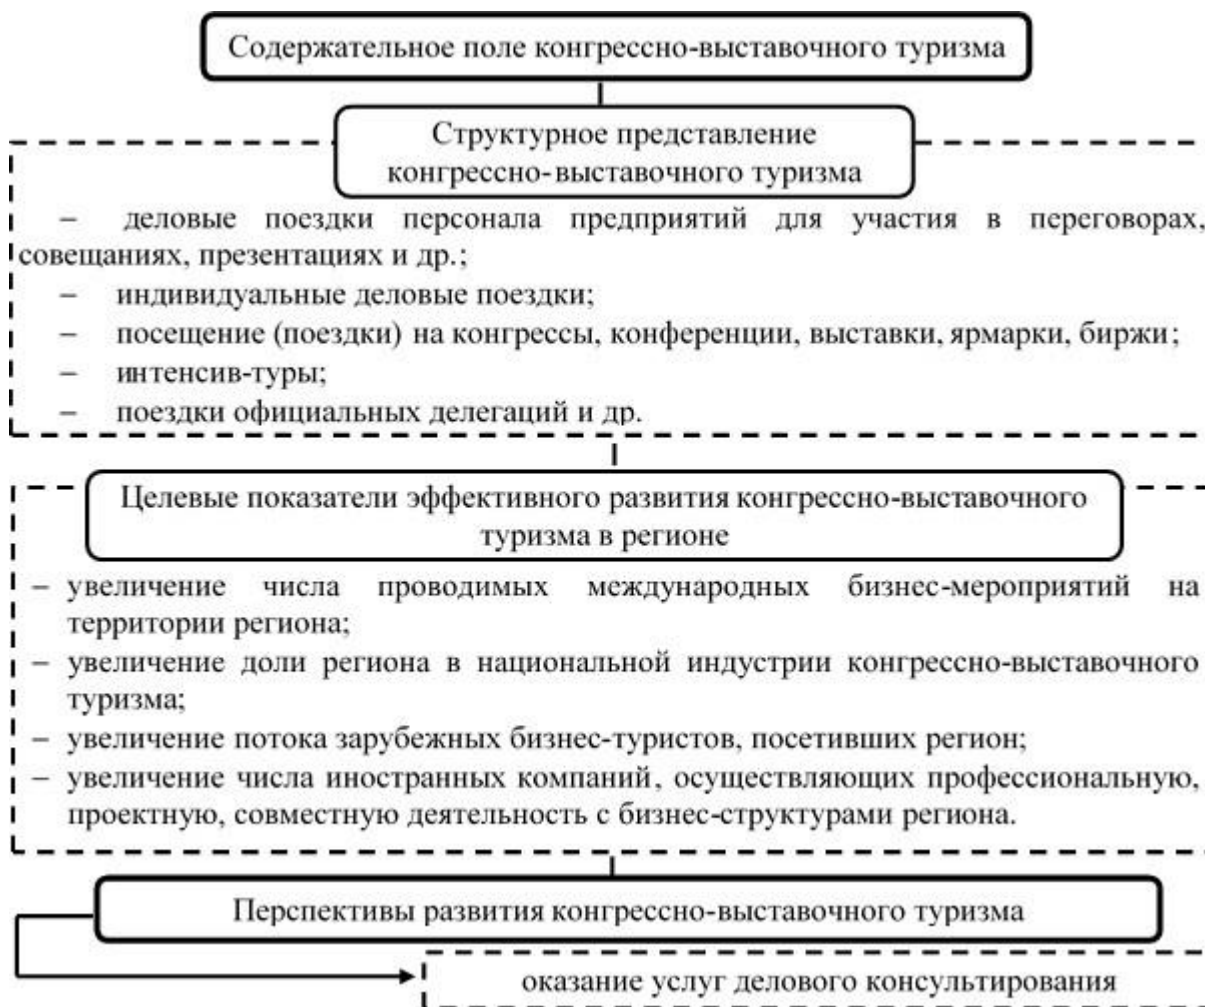 Содержательное поле конгрессно-выставочного туризма
Структурное представление
конгрессно-выставочного туризма
– деловые поездки персонала предприятий для участия в переговорах,
совещаниях, презентациях и др.;
– индивидуальные деловые поездки;
– посещение (поездки) на конгрессы, конференции, выставки, ярмарки, биржи;
– интенсив-туры;
– поездки официальных делегаций и др.
Целевые показатели эффективного развития конгрессно-выставочного
туризма в регионе
– увеличение числа проводимых международных бизнес-мероприятий на
территории региона;
– увеличение доли региона в национальной индустрии конгрессно-выставочного
туризма;
– увеличение потока зарубежных бизнес-туристов, посетивших регион;
– увеличение числа иностранных компаний, осуществляющих профессиональную,
проектную, совместную деятельность с бизнес-структурами региона.
Перспективы развития конгрессно-выставочного туризма
оказание услуг делового консультирования